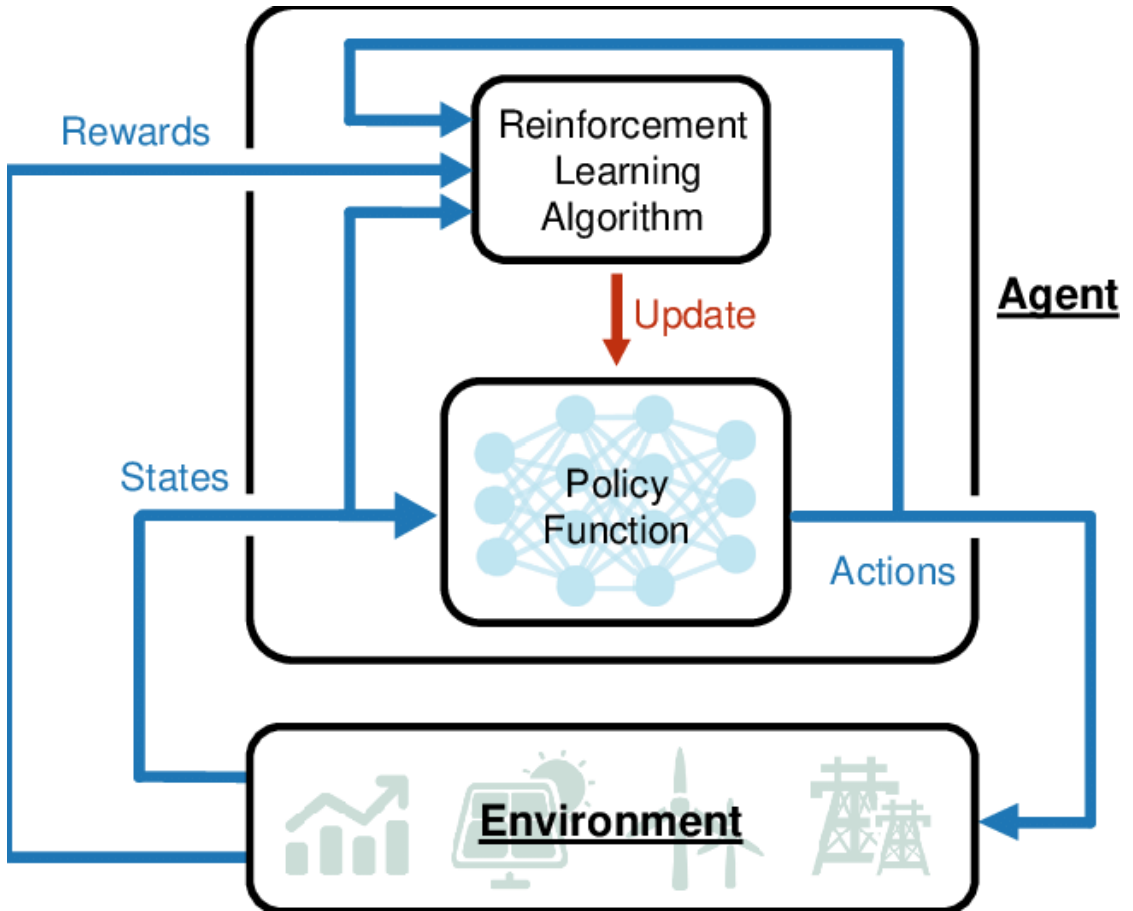 Rewards
Reinforcement
Learning
Algorithm
Agent
Update
States
Policy
Function
Actions
Environment